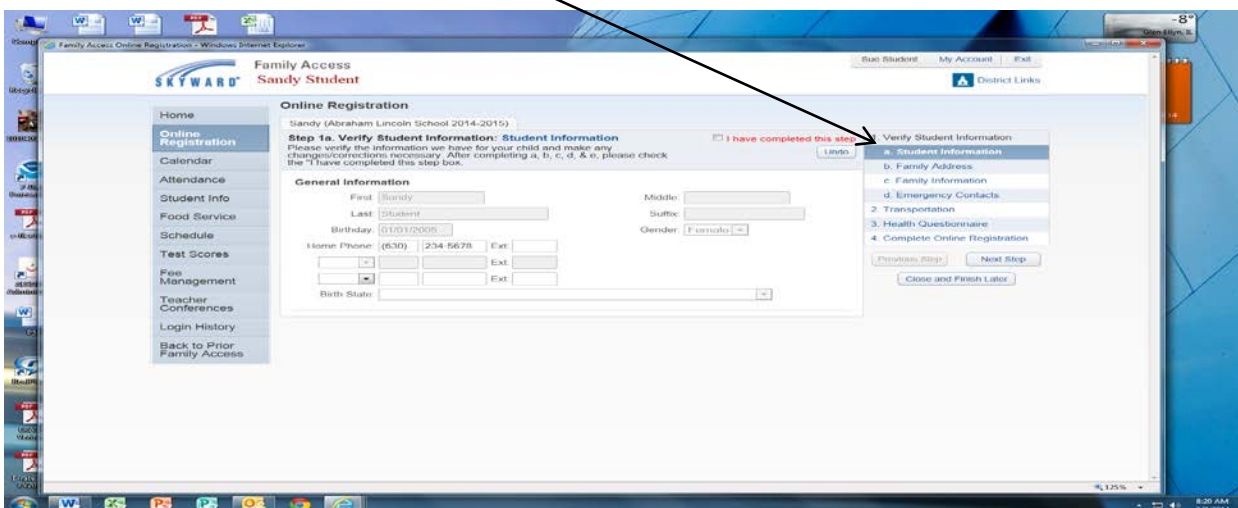 -8°
Glen Ellyn, IL
Family Access Online Registration - Windows Internet Explorer
SKYWARD®
Family Access
Sandy Student
Sue Student My Account Exit
District Links
Home
Online Registration
Calendar
Attendance
Student Info
Food Service
Schedule
Test Scores
Fee Management
Teacher Conferences
Login History
Back to Prior Family Access
Online Registration
Sandy (Abraham Lincoln School 2014-2015)
Step 1a. Verify Student Information: Student Information
Please verify the information we have for your child and make any
changes/corrections necessary. After completing a, b, c, d, & e, please check
the "I have completed this step box.
I have completed this step
Undo
General Information
First: Sandy Middle:
Last: Student Suffix:
Birthday: 01/01/2005 Gender: Female
Home Phone: (630) 234-5678 Ext:
Ext:
Ext:
Birth State:
1. Verify Student Information
a. Student Information
b. Family Address
c. Family Information
d. Emergency Contacts
2. Transportation
3. Health Questionnaire
4. Complete Online Registration
Previous Step Next Step
Close and Finish Later
125%
8:20 AM